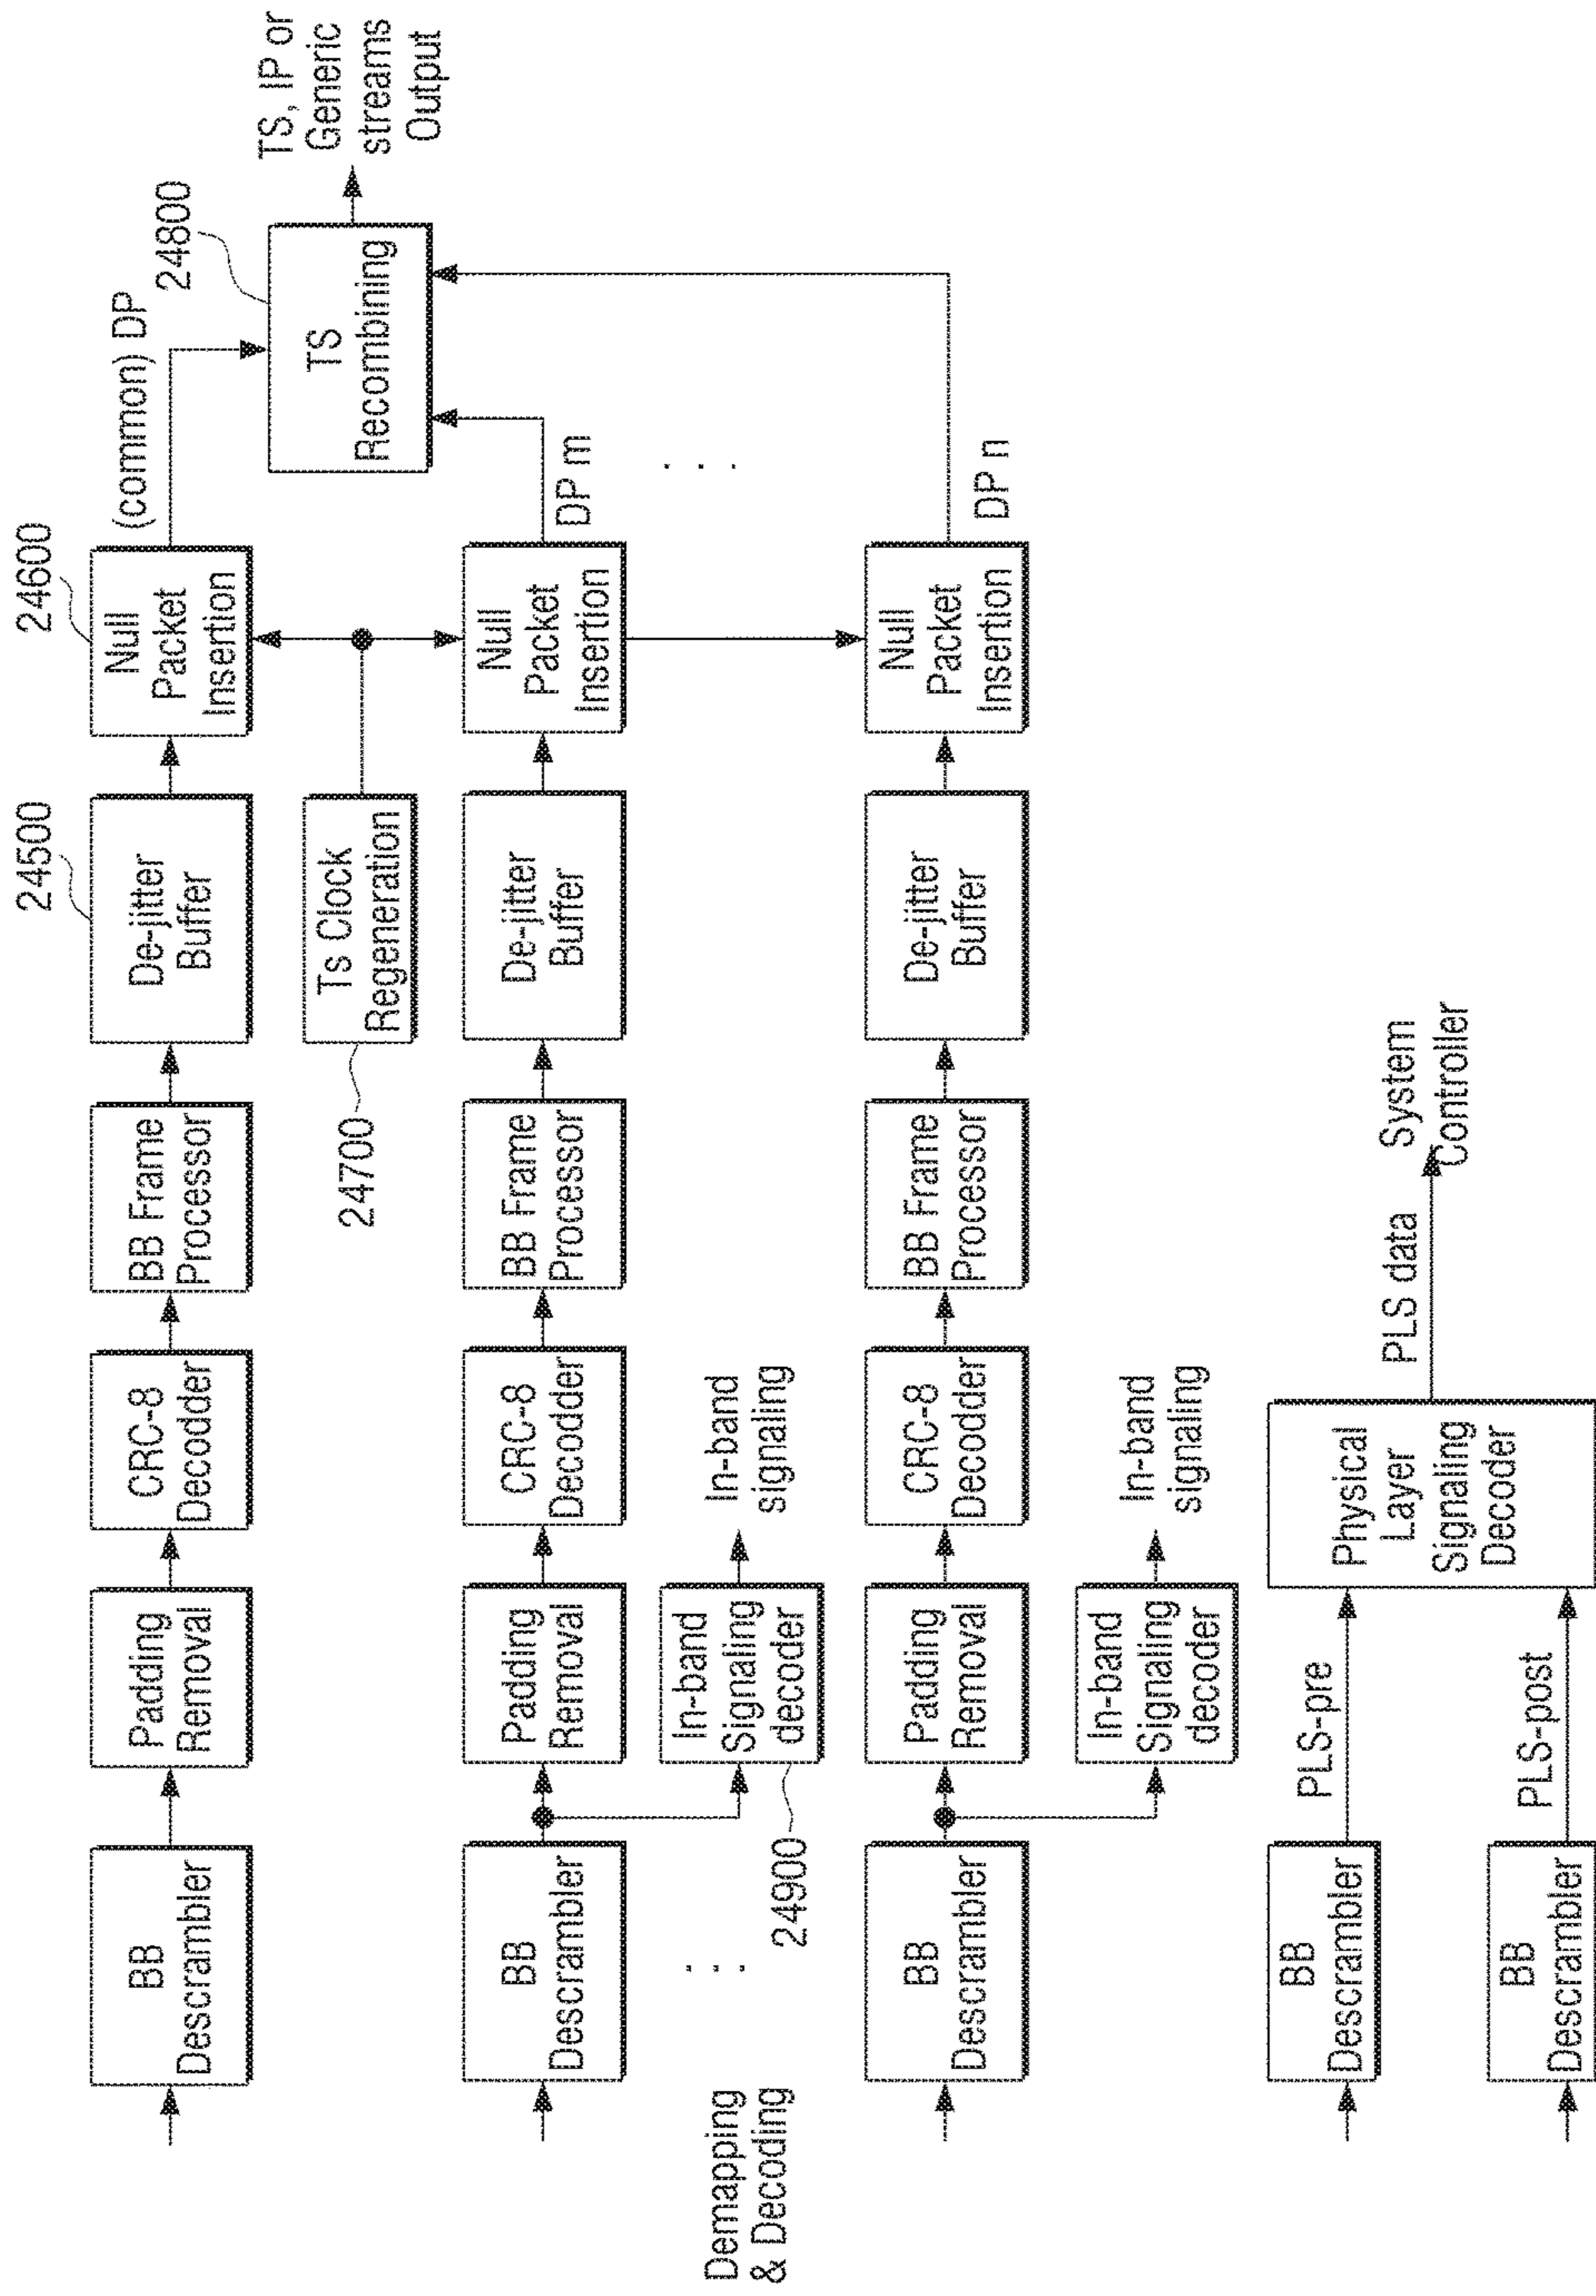 24500
24600
BB
Descrambler
Padding
Removal
CRC-8
Decodder
BB Frame
Processor
De-jitter
Buffer
Null
Packet
Insertion
(common) DP
24800
24700
Ts Clock
Regeneration
TS
Recombining
TS, IP or
Generic
streams
Output
BB
Descrambler
Padding
Removal
CRC-8
Decodder
BB Frame
Processor
De-jitter
Buffer
Null
Packet
Insertion
DP m
. . .
Demapping
& Decoding
. . .
24900
In-band
Signaling
decoder
In-band
signaling
BB
Descrambler
Padding
Removal
CRC-8
Decodder
BB Frame
Processor
De-jitter
Buffer
Null
Packet
Insertion
DP n
In-band
Signaling
decoder
In-band
signaling
BB
Descrambler
PLS-pre
Physical
Layer
Signaling
Decoder
PLS data
System
Controller
BB
Descrambler
PLS-post